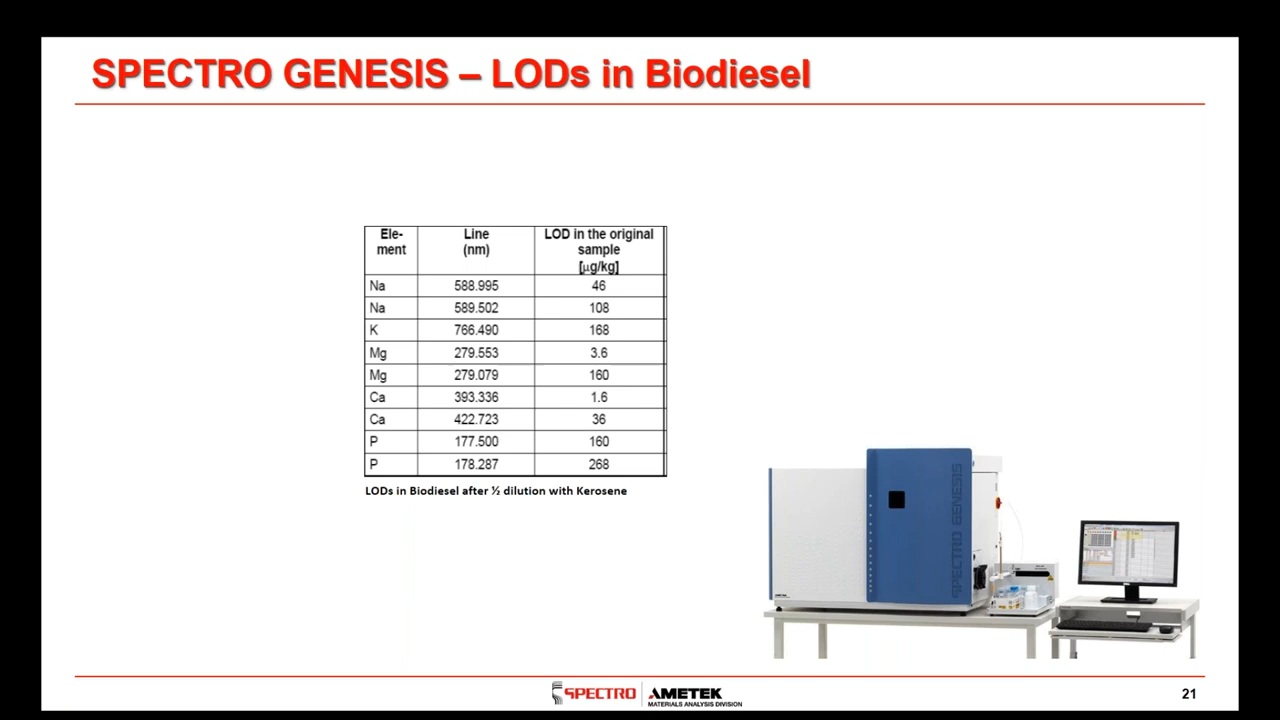 SPECTRO GENESIS – LODs in Biodiesel
Ele-
ment
Line
(nm)
LOD in the original
sample
[µg/kg]
Na 588.995 46
Na 589.502 108
K 766.490 168
Mg 279.553 3.6
Mg 279.079 160
Ca 393.336 1.6
Ca 422.723 36
P 177.500 160
P 178.287 268
LODs in Biodiesel after ½ dilution with Kerosene
SPECTRO GENESIS
SPECTRO
AMETEK
MATERIALS ANALYSIS DIVISION
21